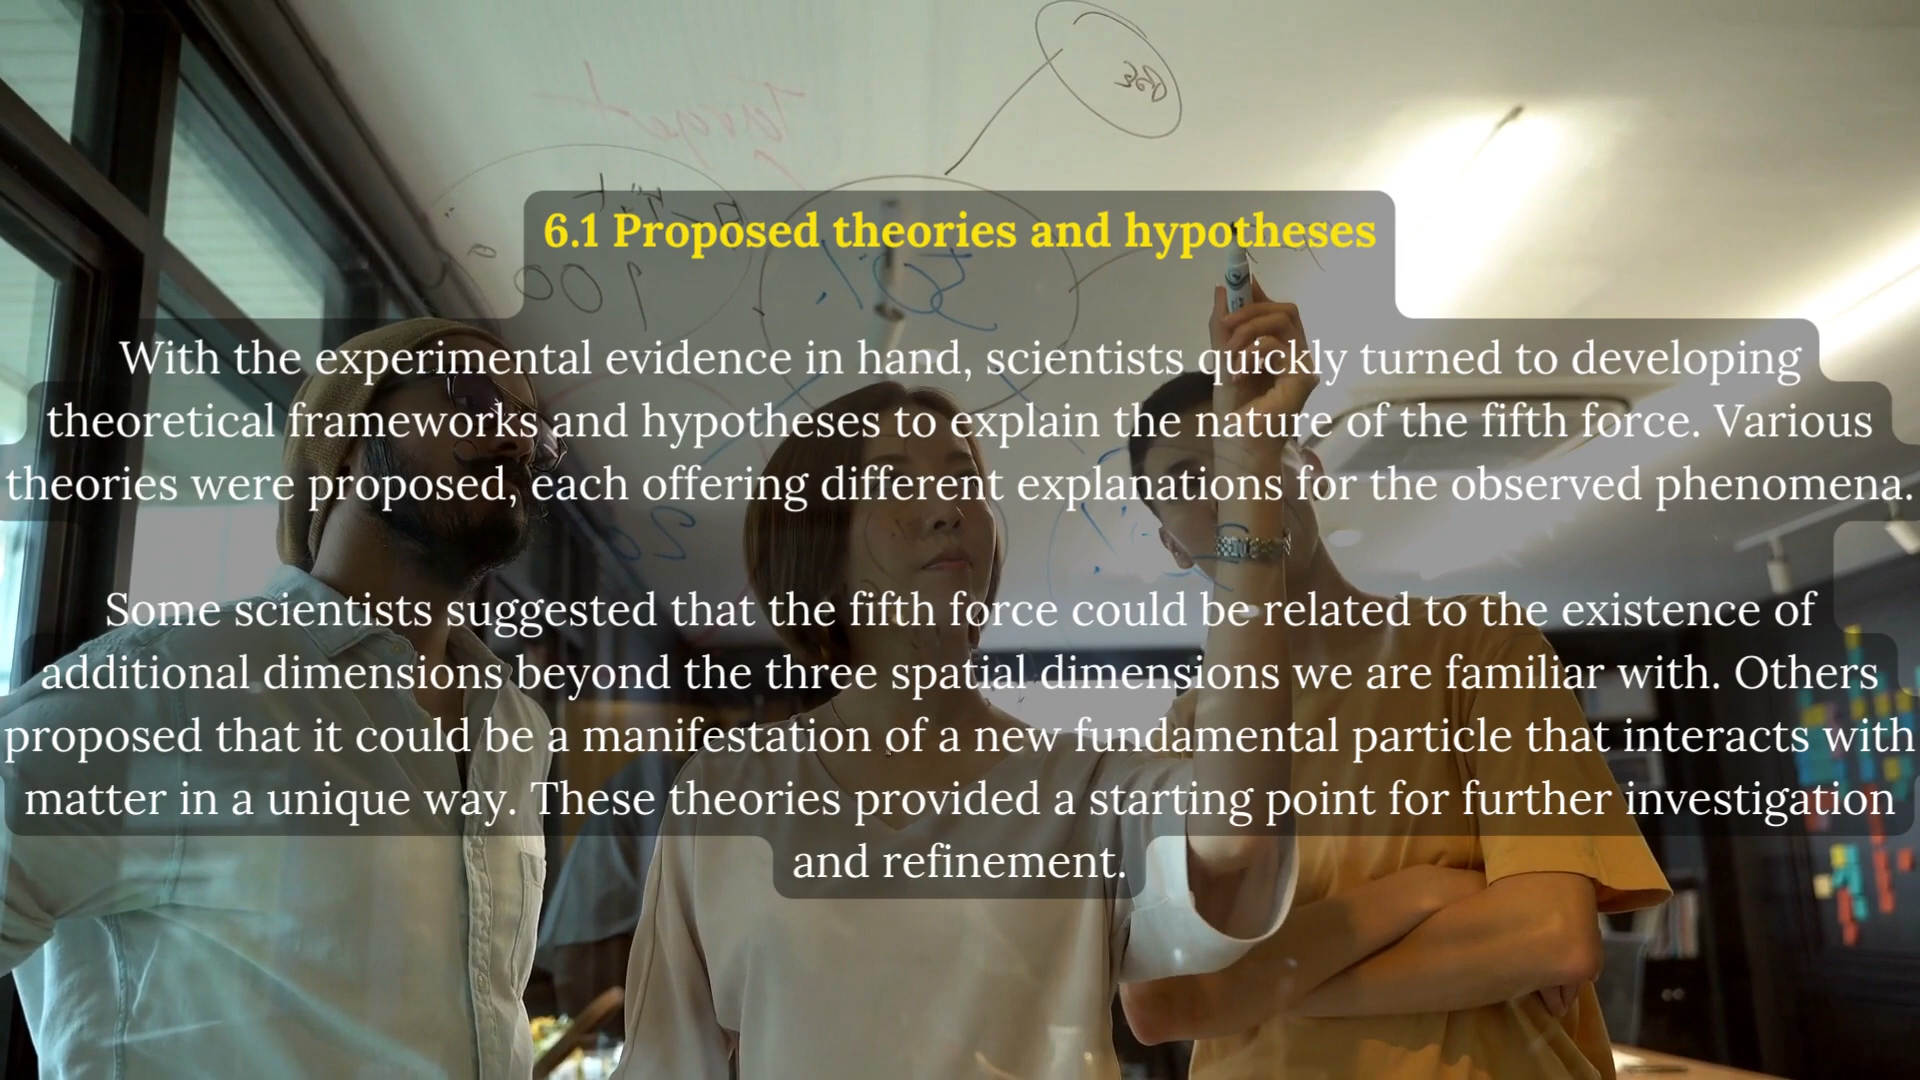 6.1 Proposed theories and hypotheses
With the experimental evidence in hand, scientists quickly turned to developing
theoretical frameworks and hypotheses to explain the nature of the fifth force. Various
theories were proposed, each offering different explanations for the observed phenomena.
Some scientists suggested that the fifth force could be related to the existence of
additional dimensions beyond the three spatial dimensions we are familiar with. Others
proposed that it could be a manifestation of a new fundamental particle that interacts with
matter in a unique way. These theories provided a starting point for further investigation
and refinement.